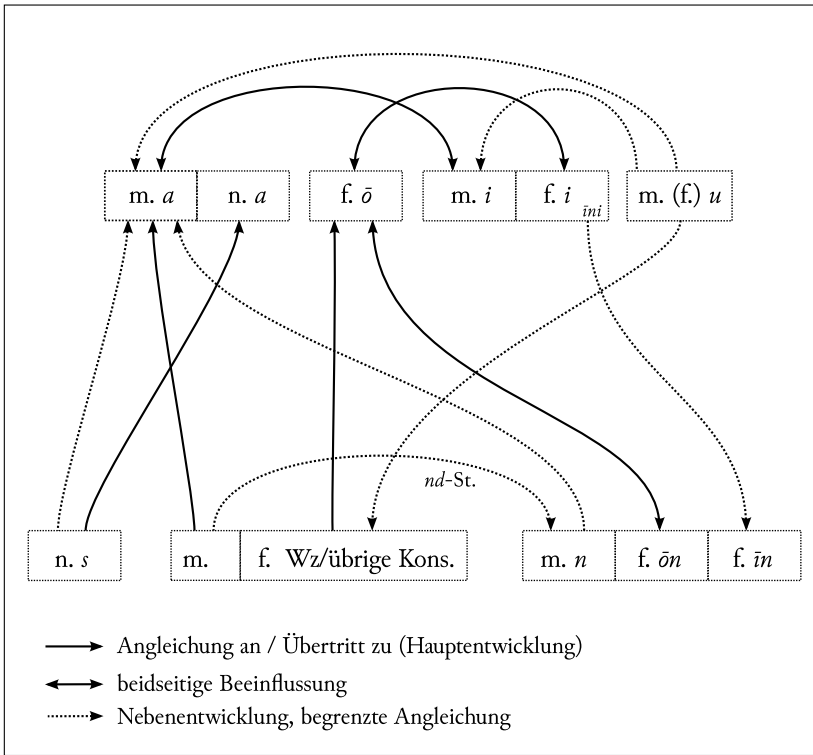 m. a n. a f. ō m. i f. i īni m. (f.) u
nd-St.
n. s m. f. Wz/übrige Kons. m. n f. ōn f. īn
Angleichung an / Übertritt zu (Hauptentwicklung)
beidseitige Beeinflussung
Nebenentwicklung, begrenzte Angleichung